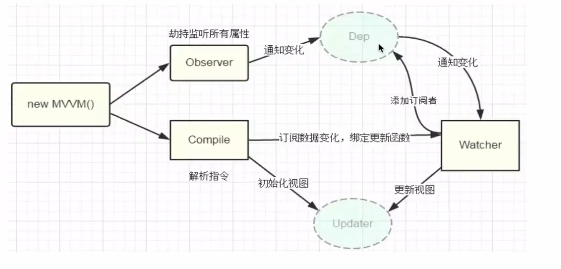 劫持监听所有属性
Dep
Observer
通知变化
通知变化
new MVVM()
添加订阅者
Compile
订阅数据变化，绑定更新函数
Watcher
解析指令
初始化视图
更新视图
Updater